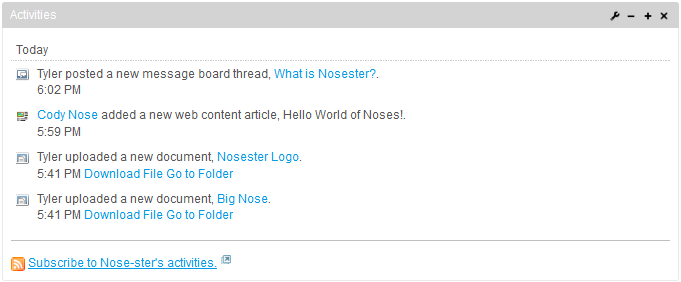 Activities
Today
Tyler posted a new message board thread, What is Nosester?.
6:02 PM
Cody Nose added a new web content article, Hello World of Noses!.
5:59 PM
Tyler uploaded a new document, Nosester Logo.
5:41 PM Download File Go to Folder
Tyler uploaded a new document, Big Nose.
5:41 PM Download File Go to Folder
Subscribe to Nose-ster's activities.